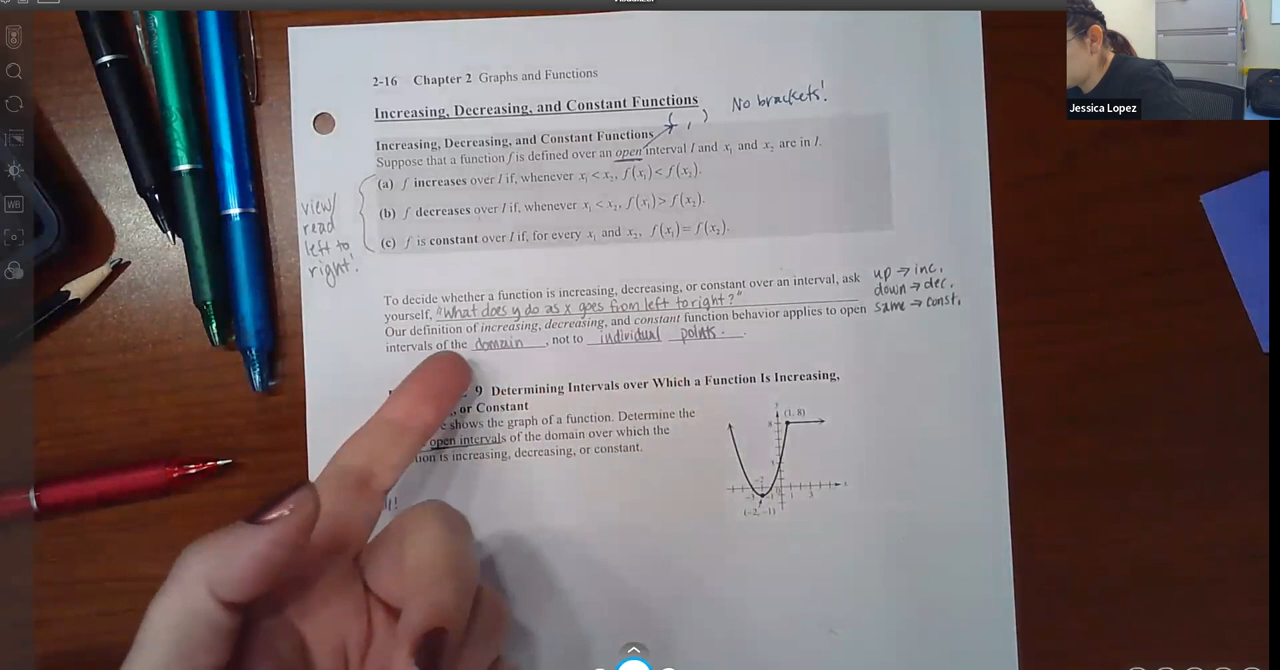 Jessica Lopez
WB
2-16 Chapter 2 Graphs and Functions
Increasing, Decreasing, and Constant Functions
No brackets!
( , )
Increasing, Decreasing, and Constant Functions
Suppose that a function f is defined over an open interval I and x₁ and x₂ are in I.
(a) f increases over I if, whenever x₁ < x₂, f(x₁) < f(x₂).
(b) f decreases over I if, whenever x₁ < x₂, f(x₁) > f(x₂).
(c) f is constant over I if, for every x₁ and x₂, f(x₁) = f(x₂).
view/
read
left to
right!
To decide whether a function is increasing, decreasing, or constant over an interval, ask
yourself, "What does y do as x goes from left to right?"
Our definition of increasing, decreasing, and constant function behavior applies to open
intervals of the domain, not to individual points.
up → inc.
down → dec.
same → const.
9 Determining Intervals over Which a Function Is Increasing,
, or Constant
shows the graph of a function. Determine the
open intervals of the domain over which the
is increasing, decreasing, or constant.
(1, 8)
(-2, -1)